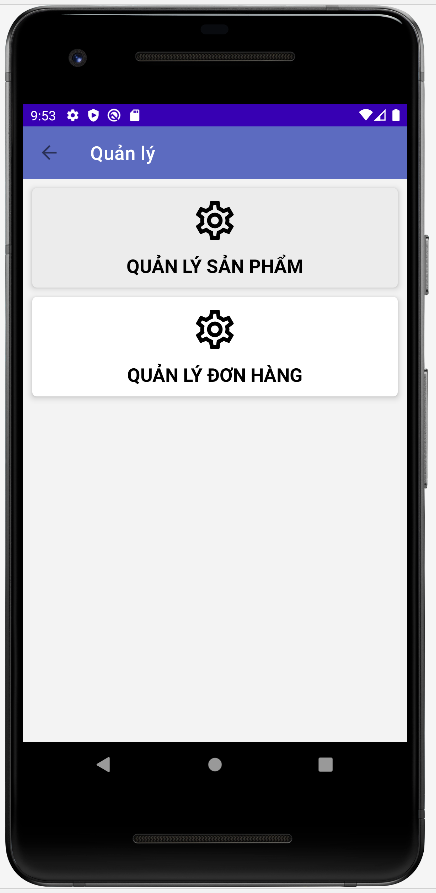 9:53
Quản lý
QUẢN LÝ SẢN PHẨM
QUẢN LÝ ĐƠN HÀNG